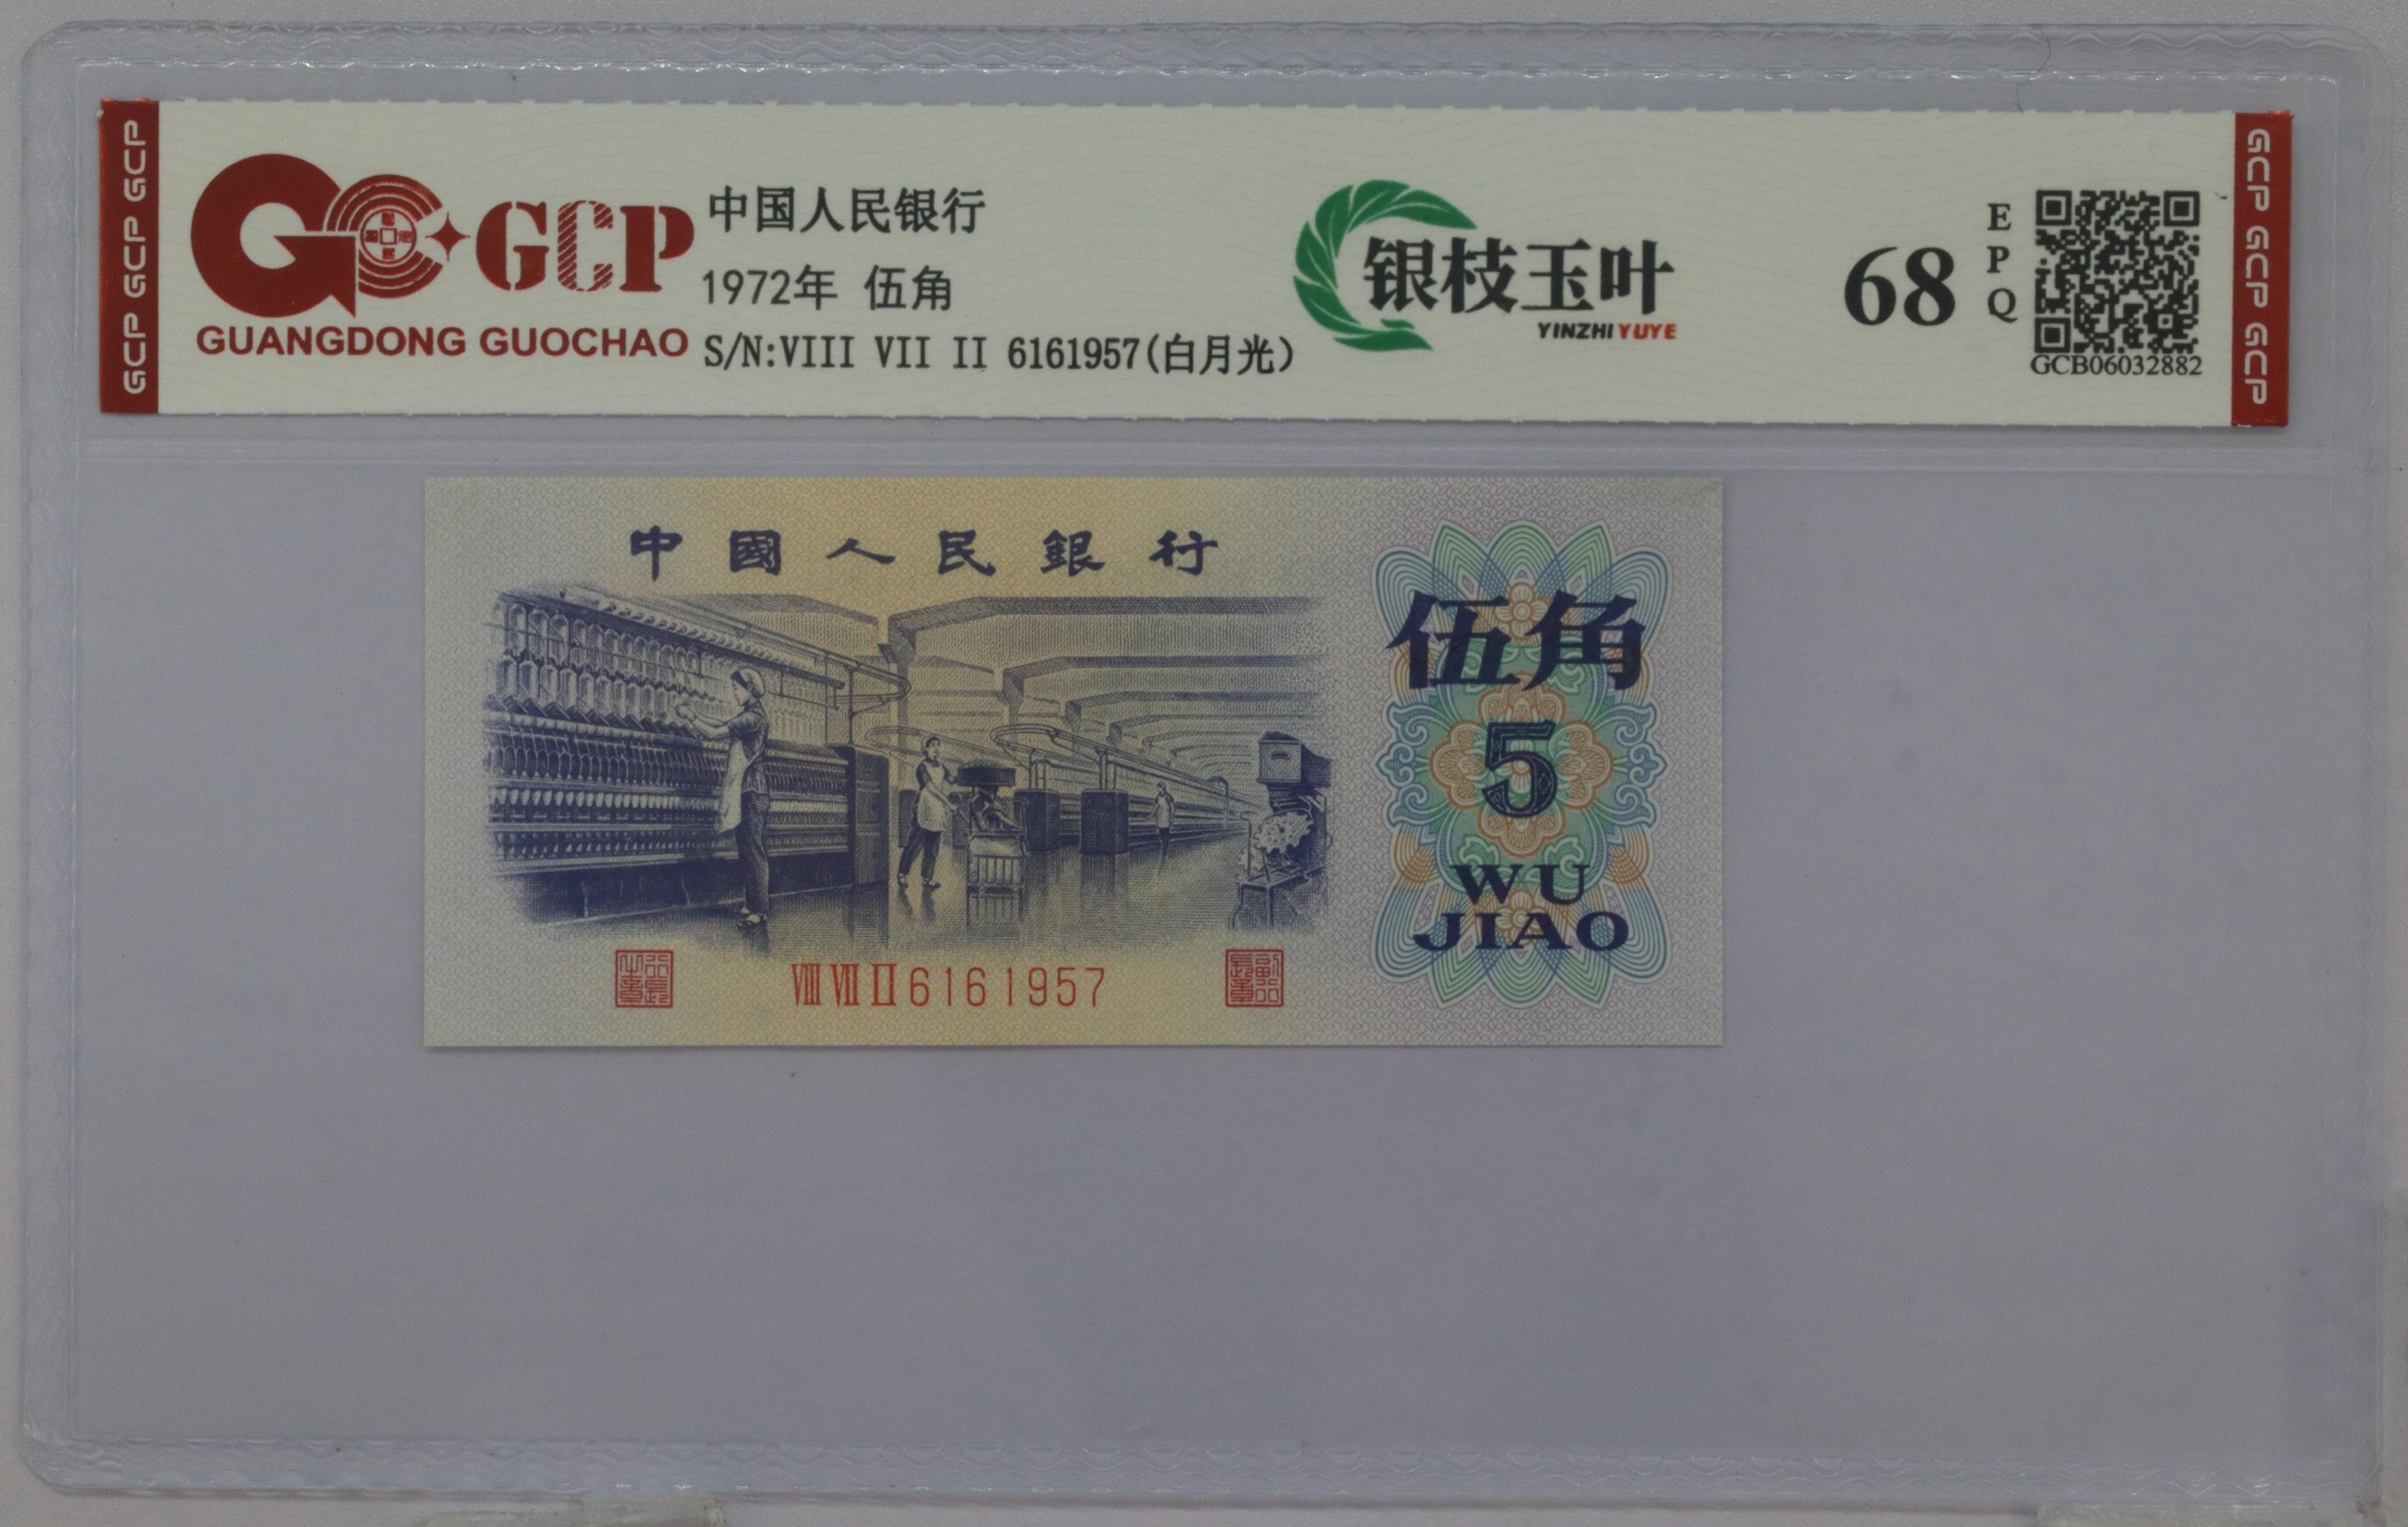 GCP GCP GCP
GCP
GUANGDONG GUOCHAO
中国人民银行
1972年 伍角
S/N:VIII VII II 6161957(白月光)
银枝玉叶
YINZHI YUYE
68
EPQ
GCB06032882
GCP GCP GCP
中國人民銀行
伍角
5
WU
JIAO
VIII VII II 6161957